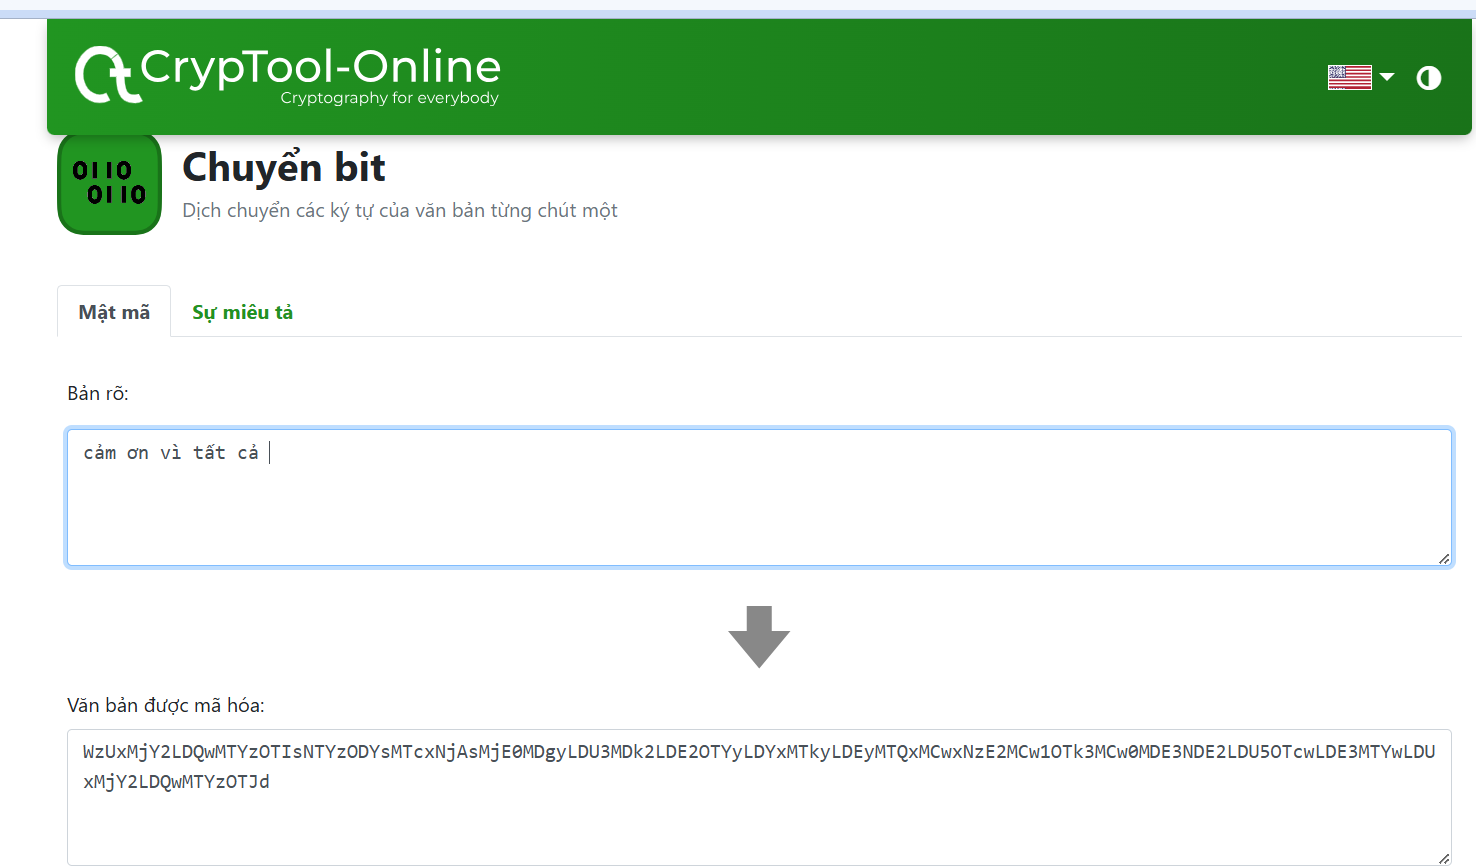 CrypTool-Online
Cryptography for everybody
0110
0110
Chuyển bit
Dịch chuyển các ký tự của văn bản từng chút một
Mật mã
Sự miêu tả
Bản rõ:
cảm ơn vì tất cả
Văn bản được mã hóa:
WzUxMjY2LDQwMTYzOTIsNTYzODYsMTcxNjAsMjE0MDgyLDU3MDk2LDE2OTYyLDYxMTkyLDEyMTQxMCwxNzE2MCw1OTk3MCw0MDE3NDE2LDU5OTcwLDE3MTYwLDU
xMjY2LDQwMTYzOTJd